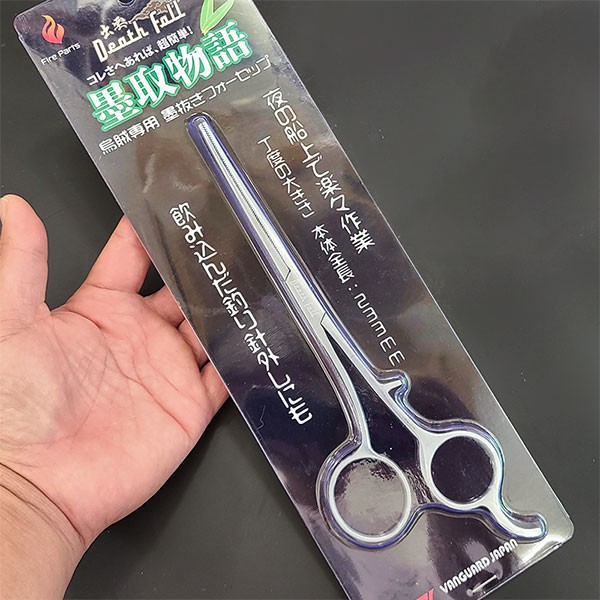 Fire Parts
Death Fall
コレさへあれば、超簡単!
墨取物語
烏賊専用 墨抜きフォーセップ
夜の船上で楽々作業
丁度の大きさ 本体全長:233mm
飲み込んだ釣り針外しにも
VANGUARD JAPAN